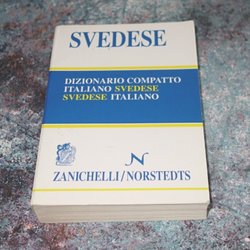 SVEDESE
DIZIONARIO COMPATTO
ITALIANO SVEDESE
SVEDESE ITALIANO
N
ZANICHELLI/NORSTEDTS